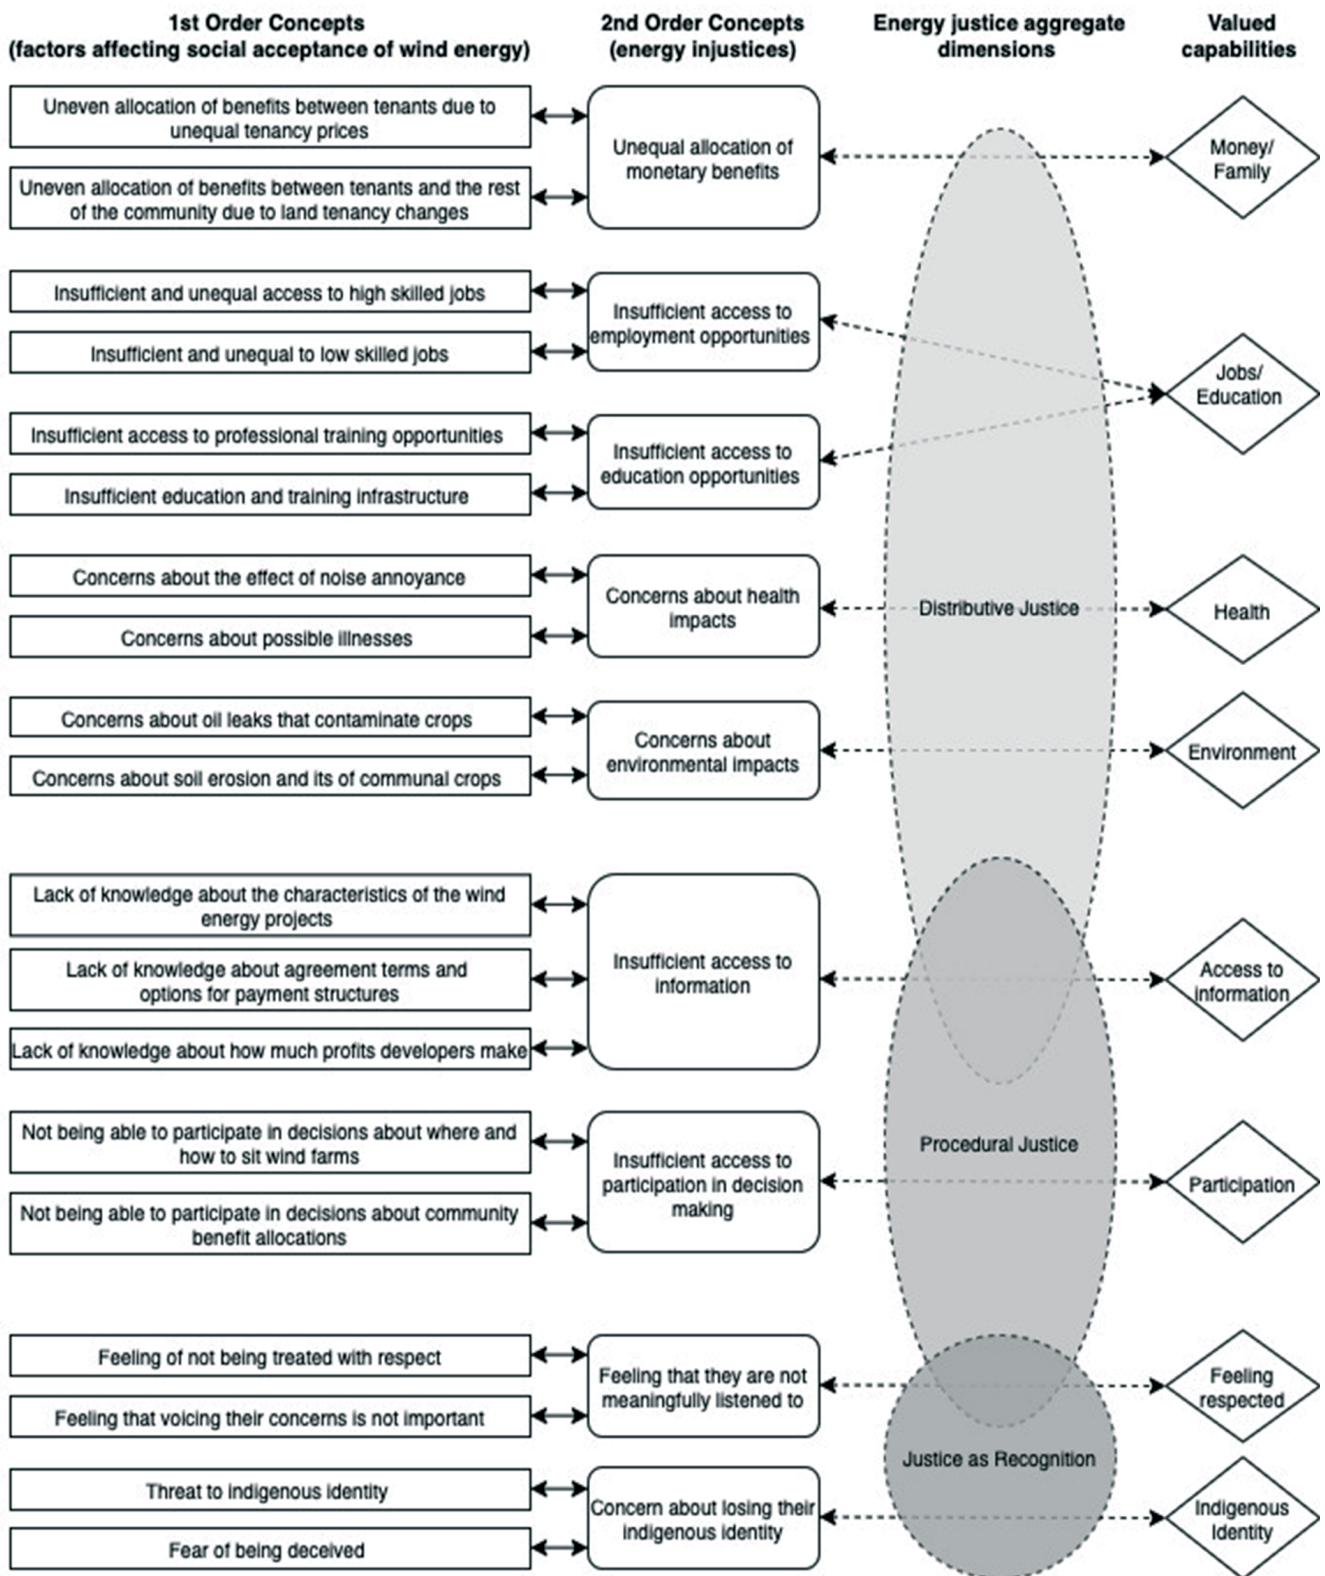 1st Order Concepts
(factors affecting social acceptance of wind energy)
2nd Order Concepts
(energy injustices)
Energy justice aggregate
dimensions
Valued
capabilities
Uneven allocation of benefits between tenants due to
unequal tenancy prices
Uneven allocation of benefits between tenants and the rest
of the community due to land tenancy changes
Unequal allocation of
monetary benefits
Money/
Family
Insufficient and unequal access to high skilled jobs
Insufficient and unequal to low skilled jobs
Insufficient access to
employment opportunities
Jobs/
Education
Insufficient access to professional training opportunities
Insufficient education and training infrastructure
Insufficient access to
education opportunities
Concerns about the effect of noise annoyance
Concerns about possible illnesses
Concerns about health
impacts
Distributive Justice
Health
Concerns about oil leaks that contaminate crops
Concerns about soil erosion and its of communal crops
Concerns about
environmental impacts
Environment
Lack of knowledge about the characteristics of the wind
energy projects
Lack of knowledge about agreement terms and
options for payment structures
Lack of knowledge about how much profits developers make
Insufficient access to
information
Access to
information
Not being able to participate in decisions about where and
how to sit wind farms
Not being able to participate in decisions about community
benefit allocations
Insufficient access to
participation in decision
making
Procedural Justice
Participation
Feeling of not being treated with respect
Feeling that voicing their concerns is not important
Feeling that they are not
meaningfully listened to
Feeling
respected
Justice as Recognition
Threat to indigenous identity
Fear of being deceived
Concern about losing their
indigenous identity
Indigenous
Identity